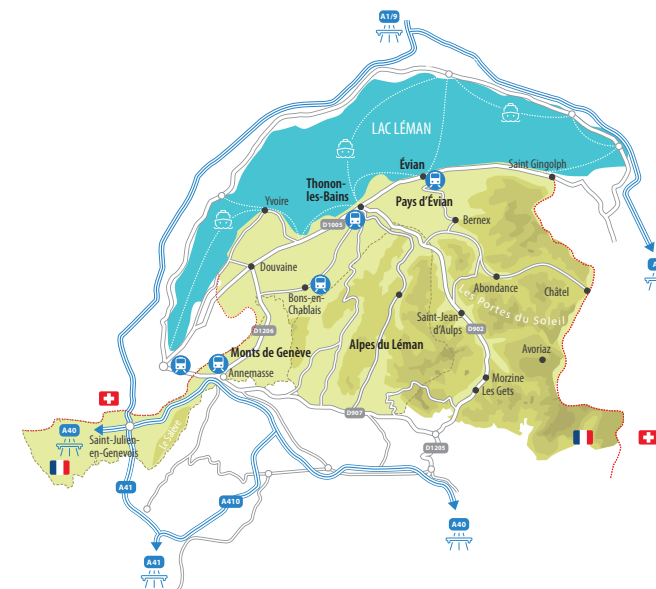 A1/9
LAC LÉMAN
Évian
Saint Gingolph
Thonon-
les-Bains
Yvoire
Pays d'Évian
Bernex
D1005
Douvaine
Abondance
Châtel
Bons-en-
Chablais
Les Portes du Soleil
Saint-Jean-
d'Aulps
D902
D1206
Monts de Genève
Alpes du Léman
Avoriaz
Annemasse
Morzine
Les Gets
D907
A40
Saint-Julien-
en-Genevois
Le Salève
D1205
A41
A410
A40
A41